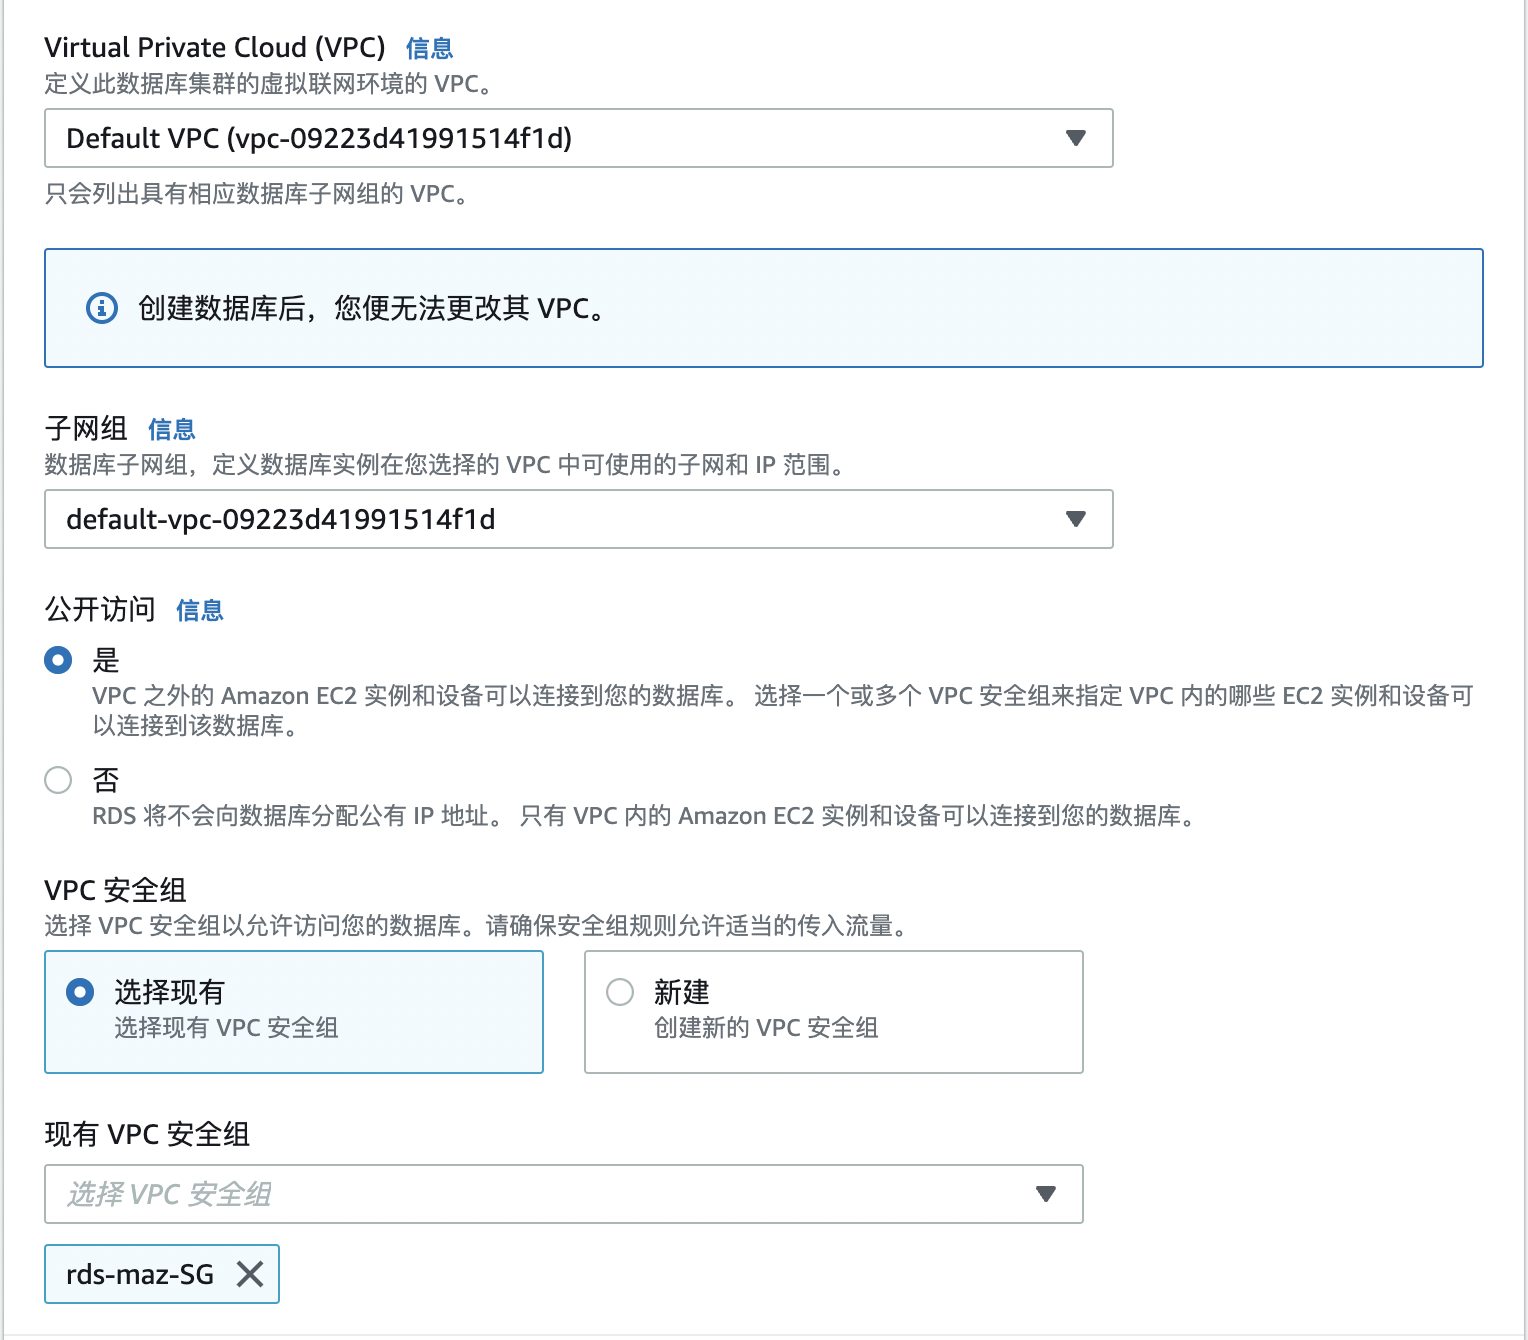 Virtual Private Cloud (VPC) 信息
定义此数据库集群的虚拟联网环境的 VPC。
Default VPC (vpc-09223d41991514f1d)
只会列出具有相应数据库子网组的 VPC。
创建数据库后，您便无法更改其 VPC。
子网组 信息
数据库子网组，定义数据库实例在您选择的 VPC 中可使用的子网和 IP 范围。
default-vpc-09223d41991514f1d
公开访问 信息
是
VPC 之外的 Amazon EC2 实例和设备可以连接到您的数据库。 选择一个或多个 VPC 安全组来指定 VPC 内的哪些 EC2 实例和设备可
以连接到该数据库。
否
RDS 将不会向数据库分配公有 IP 地址。 只有 VPC 内的 Amazon EC2 实例和设备可以连接到您的数据库。
VPC 安全组
选择 VPC 安全组以允许访问您的数据库。请确保安全组规则允许适当的传入流量。
选择现有
选择现有 VPC 安全组
新建
创建新的 VPC 安全组
现有 VPC 安全组
选择 VPC 安全组
rds-maz-SG